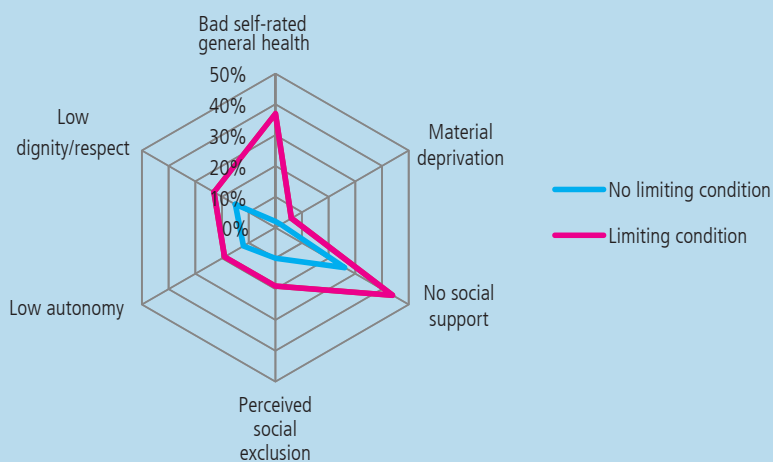 Bad self-rated
general health
50%
40%
30%
20%
10%
0%
Low
dignity/respect
Material
deprivation
No limiting condition
Limiting condition
Low autonomy
No social
support
Perceived
social
exclusion